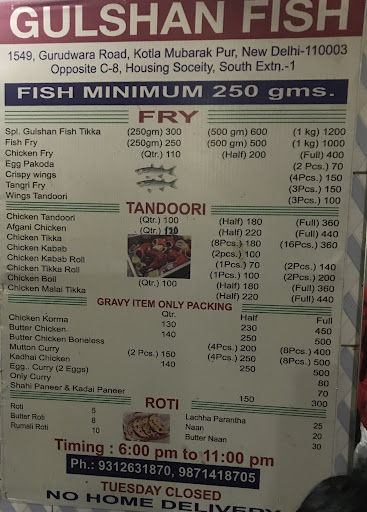 GULSHAN FISH
1549, Gurudwara Road, Kotla Mubarak Pur, New Delhi-110003
Opposite C-8, Housing Soceity, South Extn.-1
FISH MINIMUM 250 gms.
FRY
Spl. Gulshan Fish Tikka (250gm) 300 (500 gm) 600 (1 kg) 1200
Fish Fry (250gm) 250 (500 gm) 500 (1 kg) 1000
Chicken Fry (Qtr.) 110 (Half) 200 (Full) 400
Egg Pakoda (2 Pcs.) 70
Crispy wings (4Pcs.) 150
Tangri Fry (3Pcs.) 150
Wings Tandoori (3Pcs.) 100
TANDOORI
Chicken Tandoori (Qtr.) 100 (Half) 180 (Full) 360
Afgani Chicken (Qtr.) 120 (Half) 220 (Full) 440
Chicken Tikka (8Pcs.) 180 (16Pcs.) 360
Chicken Kabab (2pcs.) 100
Chicken Kabab Roll (1Pcs.) 70 (2Pcs.) 140
Chicken Tikka Roll (1Pcs.) 100 (2Pcs.) 200
Chicken Boil (Half) 180 (Full) 360
Chicken Malai Tikka (Half) 220 (Full) 440
GRAVY ITEM ONLY PACKING
Qtr. Half Full
Chicken Korma 130 230 450
Butter Chicken 140 250 500
Butter Chicken Boneless (4Pcs.) 200 (8Pcs.) 400
Mutton Curry (2 Pcs.) 150 (4Pcs.) 250 (8Pcs.) 500
Kadhai Chicken 140 250 500
Egg.. Curry (2 Eggs) 80
Only Curry 70
Shahi Paneer & Kadai Paneer 150 300
ROTI
Roti 5 Lachha Parantha 25
Butter Roti 8 Naan 20
Rumali Roti 10 Butter Naan 30
Timing : 6:00 pm to 11:00 pm
Ph.: 9312631870, 9871418705
TUESDAY CLOSED
NO HOME DELIVERY